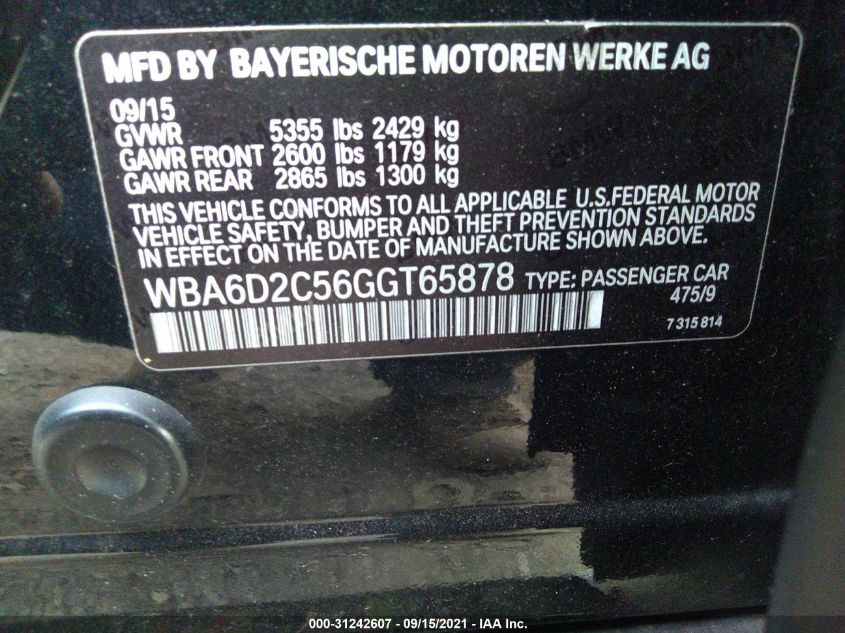 MFD BY BAYERISCHE MOTOREN WERKE AG
09/15
GVWR 5355 lbs 2429 kg
GAWR FRONT 2600 lbs 1179 kg
GAWR REAR 2865 lbs 1300 kg
THIS VEHICLE CONFORMS TO ALL APPLICABLE U.S.FEDERAL MOTOR
VEHICLE SAFETY, BUMPER AND THEFT PREVENTION STANDARDS
IN EFFECT ON THE DATE OF MANUFACTURE SHOWN ABOVE.
WBA6D2C56GGT65878 TYPE: PASSENGER CAR
475/9
7 315 814
000-31242607 - 09/15/2021 - IAA Inc.